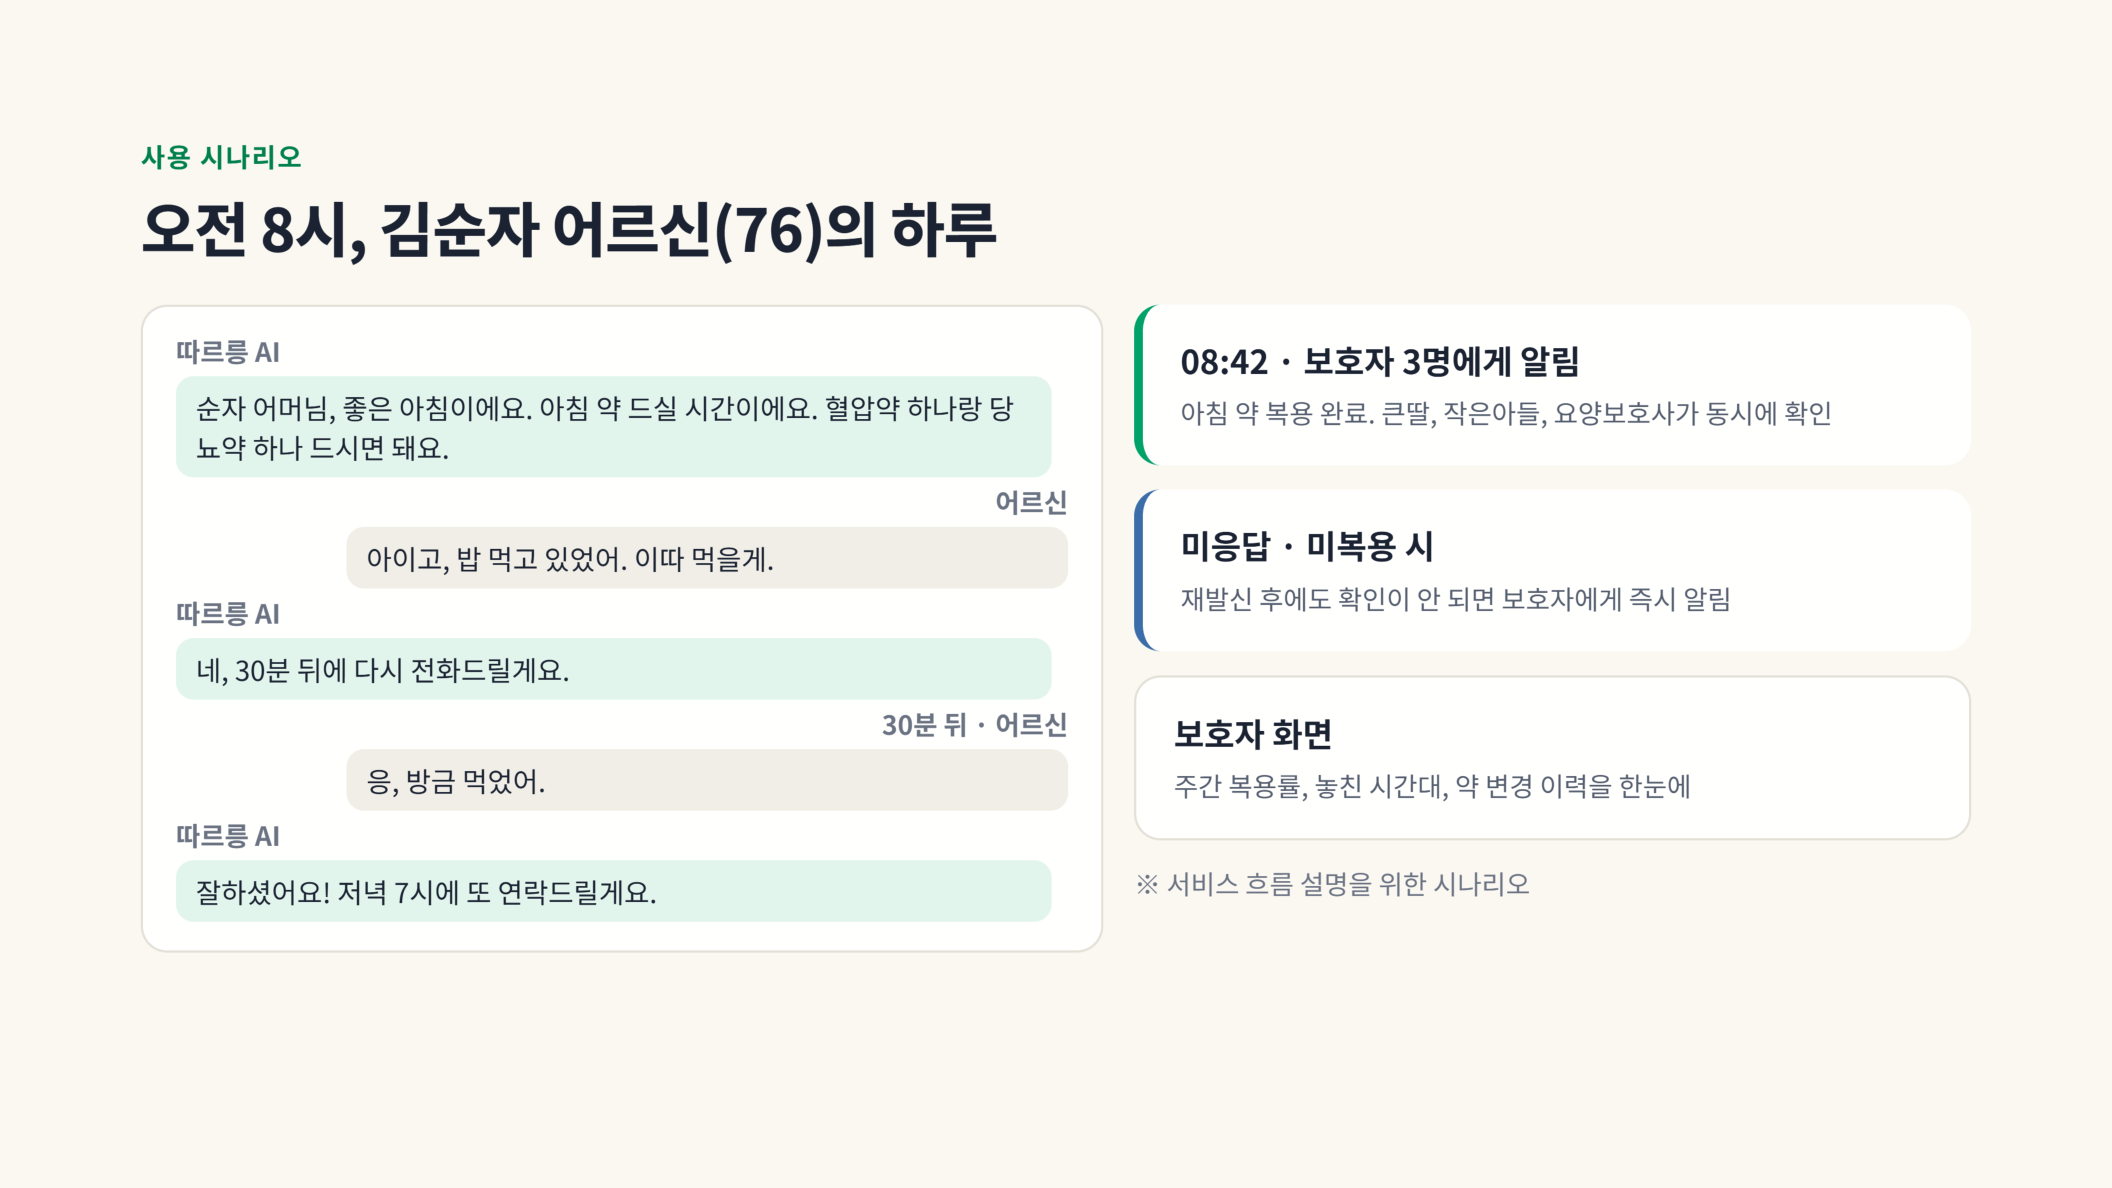 사용 시나리오
오전 8시, 김순자 어르신(76)의 하루
따르릉 AI
순자 어머님, 좋은 아침이에요. 아침 약 드실 시간이에요. 혈압약 하나랑 당
뇨약 하나 드시면 돼요.
어르신
아이고, 밥 먹고 있었어. 이따 먹을게.
따르릉 AI
네, 30분 뒤에 다시 전화드릴게요.
30분 뒤 · 어르신
응, 방금 먹었어.
따르릉 AI
잘하셨어요! 저녁 7시에 또 연락드릴게요.
08:42 · 보호자 3명에게 알림
아침 약 복용 완료. 큰딸, 작은아들, 요양보호사가 동시에 확인
미응답 · 미복용 시
재발신 후에도 확인이 안 되면 보호자에게 즉시 알림
보호자 화면
주간 복용률, 놓친 시간대, 약 변경 이력을 한눈에
※ 서비스 흐름 설명을 위한 시나리오